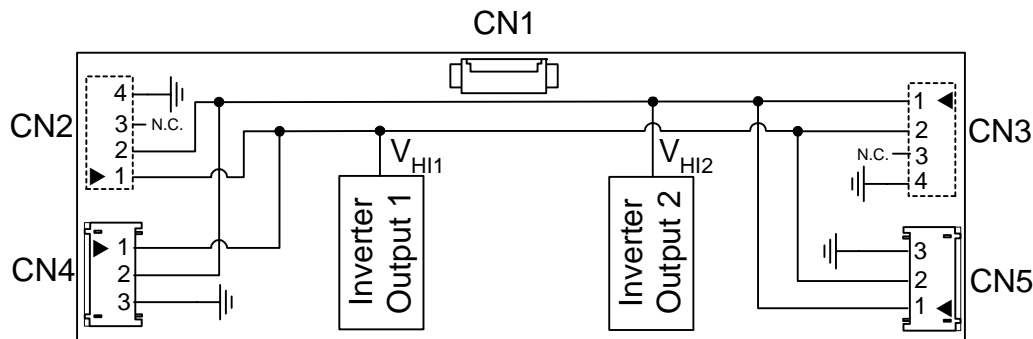 CN1
CN2
4
3 N.C.
2
1
CN3
1
2
N.C. 3
4
V HI1
V HI2
Inverter
Output 1
Inverter
Output 2
CN4
1
2
3
CN5
3
2
1